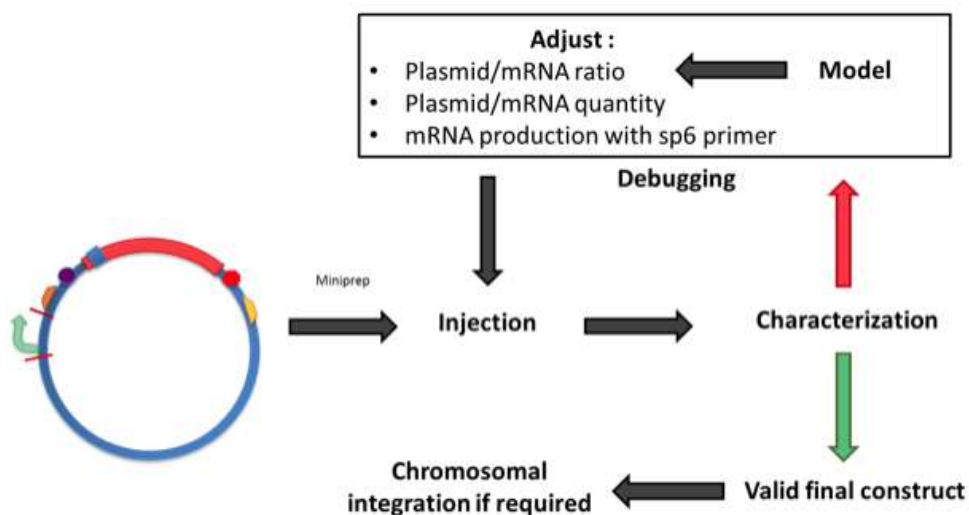 Adjust :
• Plasmid/mRNA ratio
Model
• Plasmid/mRNA quantity
• mRNA production with sp6 primer
Debugging
Miniprep
Injection
Characterization
Chromosomal
integration if required
Valid final construct